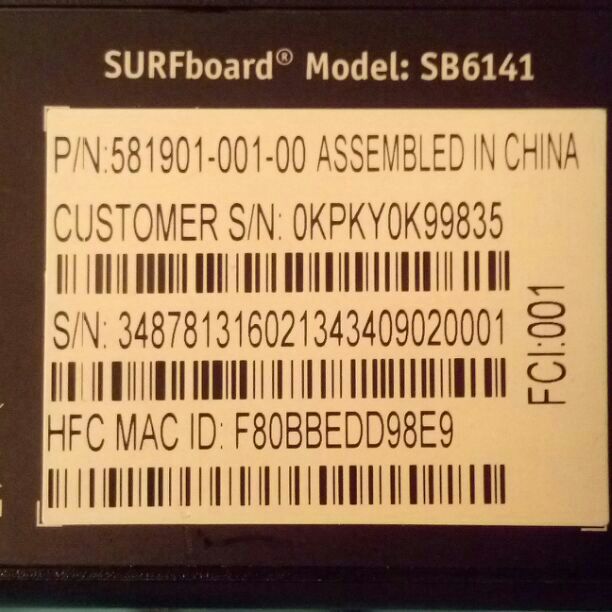 SURFboard® Model: SB6141
P/N:581901-001-00 ASSEMBLED IN CHINA
CUSTOMER S/N: 0KPKY0K99835
S/N: 348781316021343409020001
HFC MAC ID: F80BBEDD98E9
FCI:001